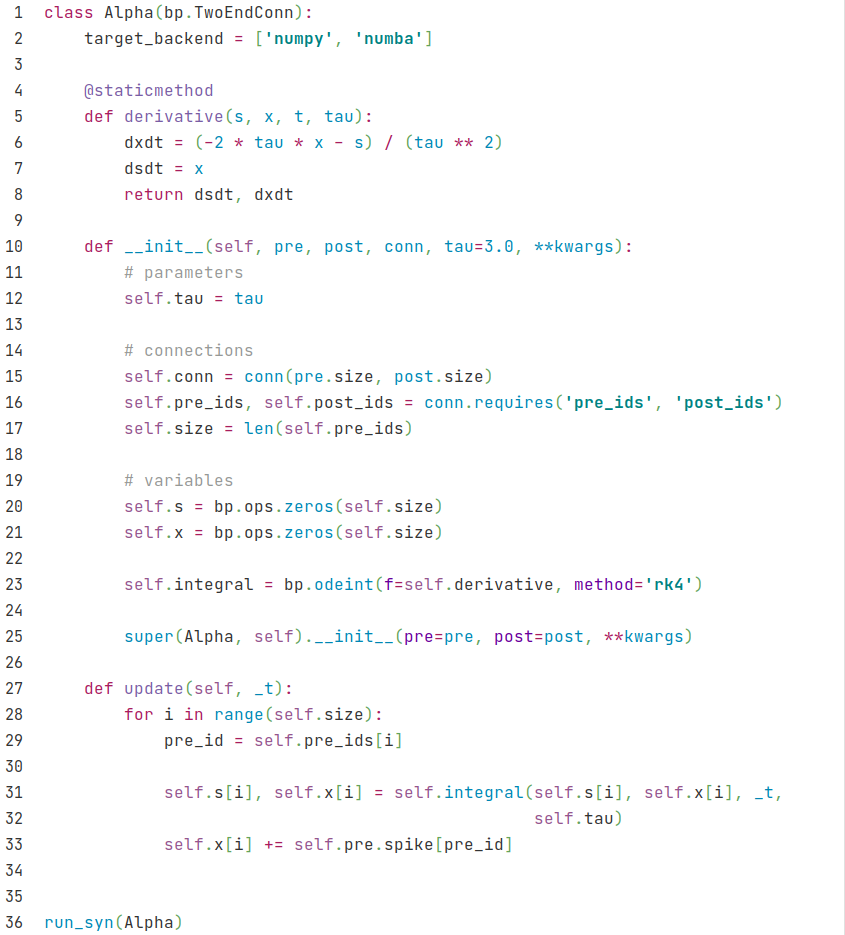 1 class Alpha(bp.TwoEndConn):
2     target_backend = ['numpy', 'numba']
3
4     @staticmethod
5     def derivative(s, x, t, tau):
6         dxdt = (-2 * tau * x - s) / (tau ** 2)
7         dsdt = x
8         return dsdt, dxdt
9
10     def __init__(self, pre, post, conn, tau=3.0, **kwargs):
11         # parameters
12         self.tau = tau
13
14         # connections
15         self.conn = conn(pre.size, post.size)
16         self.pre_ids, self.post_ids = conn.requires('pre_ids', 'post_ids')
17         self.size = len(self.pre_ids)
18
19         # variables
20         self.s = bp.ops.zeros(self.size)
21         self.x = bp.ops.zeros(self.size)
22
23         self.integral = bp.odeint(f=self.derivative, method='rk4')
24
25         super(Alpha, self).__init__(pre=pre, post=post, **kwargs)
26
27     def update(self, _t):
28         for i in range(self.size):
29             pre_id = self.pre_ids[i]
30
31             self.s[i], self.x[i] = self.integral(self.s[i], self.x[i], _t,
32                                                  self.tau)
33             self.x[i] += self.pre.spike[pre_id]
34
35
36 run_syn(Alpha)